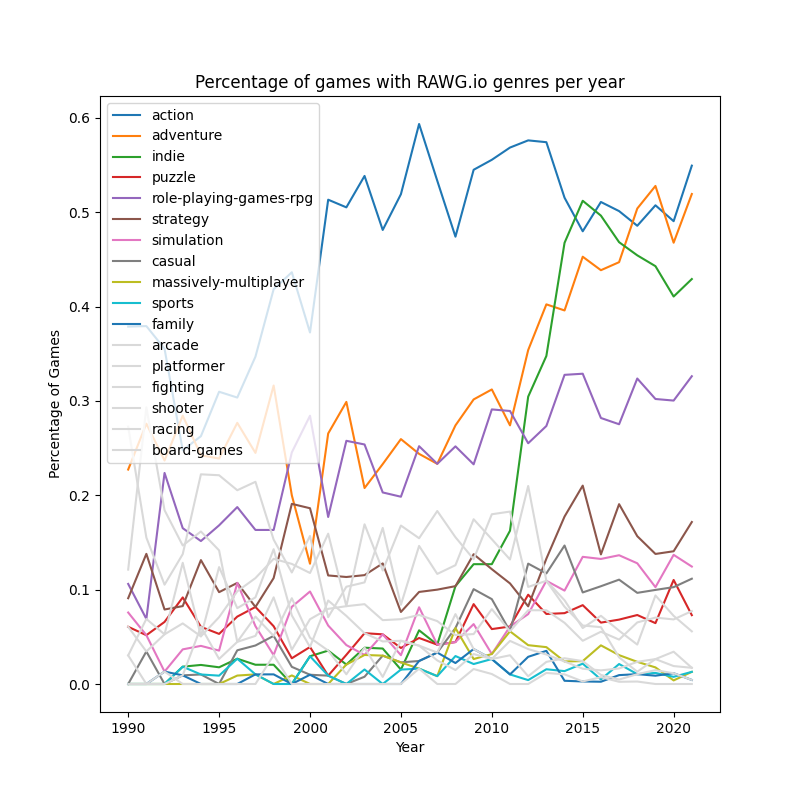 Percentage of games with RAWG.io genres per year
Percentage of Games
0.6
0.5
0.4
0.3
0.2
0.1
0.0
action
adventure
indie
puzzle
role-playing-games-rpg
strategy
simulation
casual
massively-multiplayer
sports
family
arcade
platformer
fighting
shooter
racing
board-games
1990
1995
2000
2005
2010
2015
2020
Year